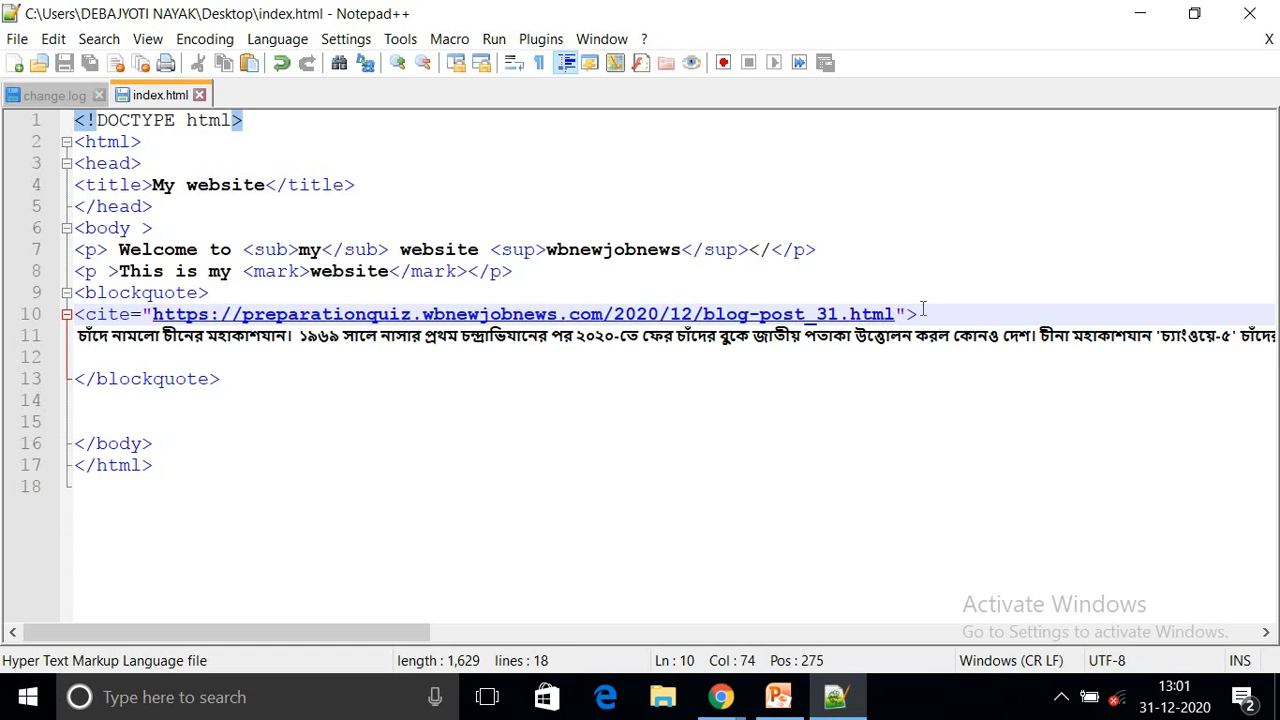 C:\Users\DEBAJYOTI NAYAK\Desktop\index.html - Notepad++
File Edit Search View Encoding Language Settings Tools Macro Run Plugins Window ? X
change.log index.html
1 <!DOCTYPE html>
2 <html>
3 <head>
4 <title>My website</title>
5 </head>
6 <body >
7 <p> Welcome to <sub>my</sub> website <sup>wbnewjobnews</sup></</p>
8 <p >This is my <mark>website</mark></p>
9 <blockquote>
10 <cite="https://preparationquiz.wbnewjobnews.com/2020/12/blog-post_31.html">
11 চাঁদে নামলো চীনের মহাকাশযান। ১৯৬৯ সালে নাসার প্রথম চন্দ্রাভিযানের পর ২০২০-তে ফের চাঁদের বুকে জাতীয় পতাকা উত্তোলন করল কোনও দেশ। চীনা মহাকাশযান 'চ্যাংওয়ে-৫' চাঁদের
12
13 </blockquote>
14
15
16 </body>
17 </html>
18
Activate Windows
Go to Settings to activate Windows.
Hyper Text Markup Language file length : 1,629 lines : 18 Ln : 10 Col : 74 Pos : 275 Windows (CR LF) UTF-8 INS
Type here to search
13:01
31-12-2020
2